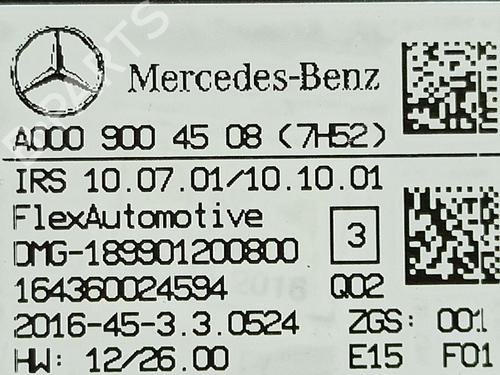 Mercedes-Benz
A000 900 45 08 (7H52)
IRS 10.07.01/10.10.01
FlexAutomotive
3
DMG-189901200800
164360024594 Q02
2016-45-3.3.0524 ZGS: 001
HW: 12/26.00 E15 F01